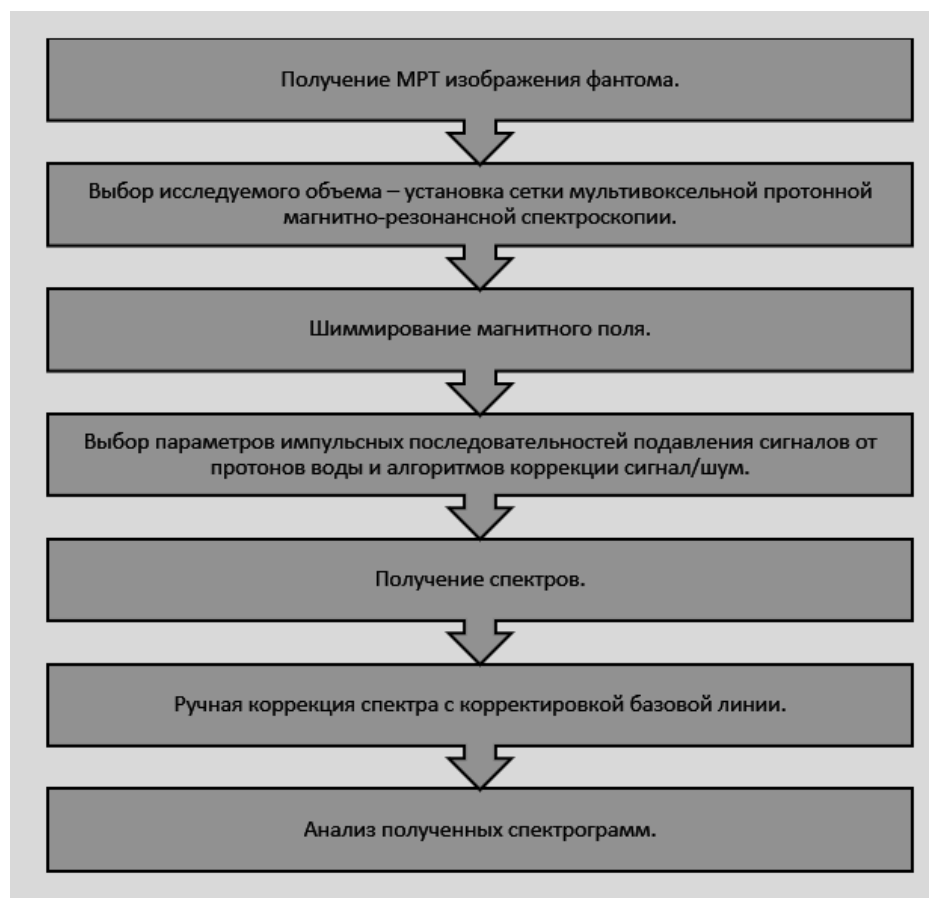 Получение МРТ изображения фантома.
Выбор исследуемого объема – установка сетки мультивоксельной протонной
магнитно-резонансной спектроскопии.
Шиммирование магнитного поля.
Выбор параметров импульсных последовательностей подавления сигналов от
протонов воды и алгоритмов коррекции сигнал/шум.
Получение спектров.
Ручная коррекция спектра с корректировкой базовой линии.
Анализ полученных спектрограмм.